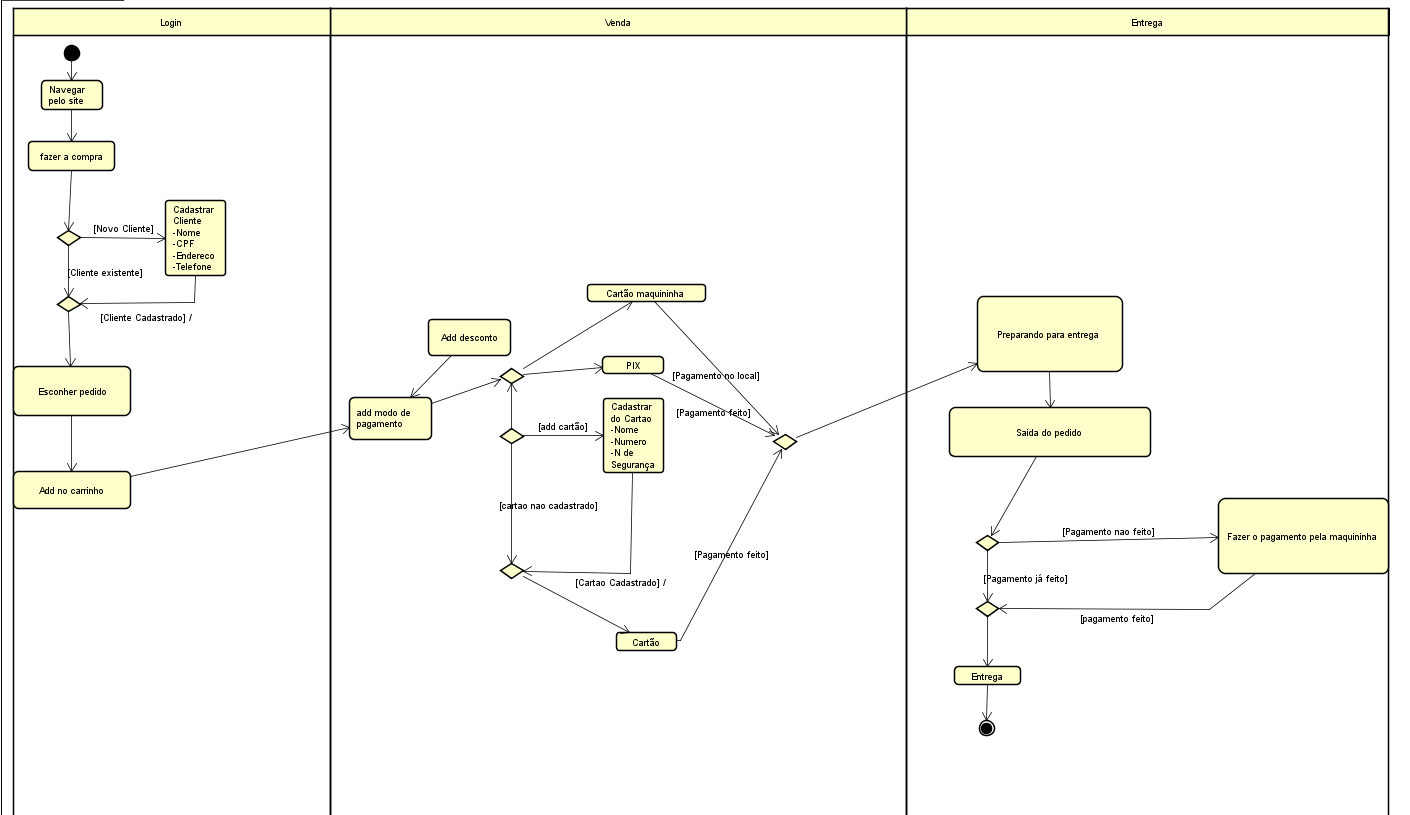 Login
Venda
Entrega
Navegar
pelo site
fazer a compra
[Novo Cliente]
Cadastrar
Cliente
-Nome
-CPF
-Endereco
-Telefone
[Cliente existente]
[Cliente Cadastrado] /
Esconher pedido
Add no carrinho
Add desconto
add modo de
pagamento
Cartão maquininha
PIX
[Pagamento no local]
[Pagamento feito]
[add cartão]
Cadastrar
do Cartao
-Nome
-Numero
-N de
Segurança
[cartao nao cadastrado]
[Cartao Cadastrado] /
[Pagamento feito]
Cartão
Preparando para entrega
Saida do pedido
[Pagamento nao feito]
Fazer o pagamento pela maquininha
[Pagamento já feito]
[pagamento feito]
Entrega